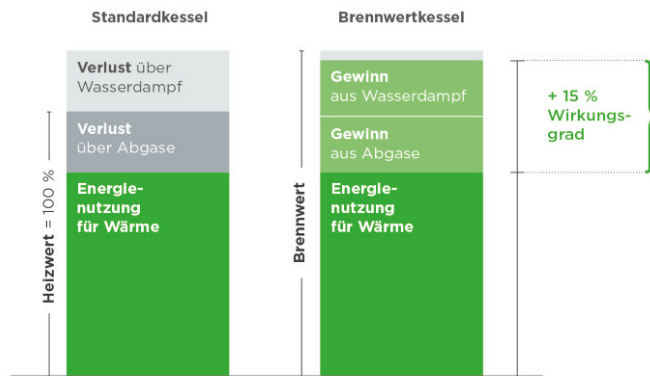 Standardkessel
Brennwertkessel
Verlust über
Wasserdampf
Verlust
über Abgase
Energie-
nutzung
für Wärme
Heizwert = 100 %
Gewinn
aus Wasserdampf
Gewinn
aus Abgase
Energie-
nutzung
für Wärme
Brennwert
+ 15 %
Wirkungs-
grad